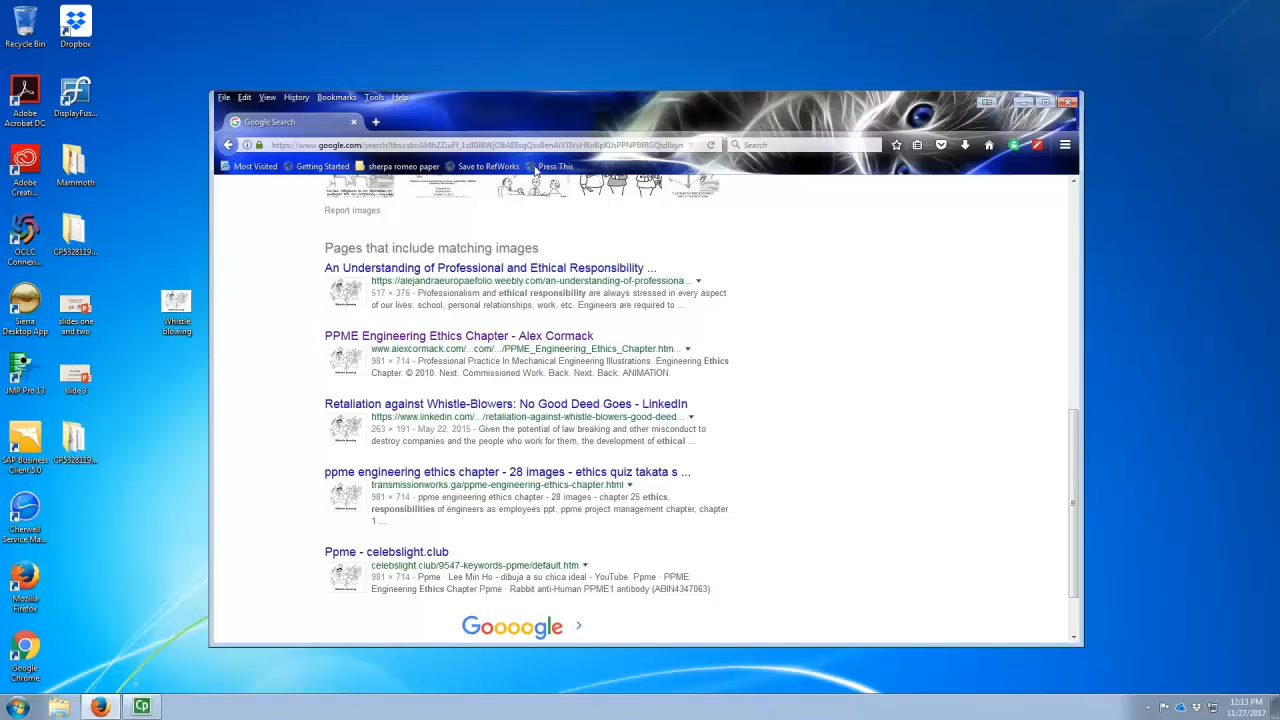 Recycle Bin
Dropbox
Adobe
Acrobat DC
DisplayFus...
Adobe
Creati...
Mammoth
OCLC
Connexi...
CP5328119...
Sierra
Desktop App
slides one
and two
Whistle
blowing
JMP Pro 13
slide 3
SAP Business
Client 5.0
CP5328119...
Cherwell
Service Ma...
Mozilla
Firefox
Google
Chrome
File Edit View History Bookmarks Tools Help
Google Search
Search
Most Visited Getting Started sherpa romeo paper Save to RefWorks Press This
Report images
Pages that include matching images
An Understanding of Professional and Ethical Responsibility ...
https://alejandraeuropaefolio.weebly.com/an-understanding-of-professiona...
517 × 376 - Professionalism and ethical responsibility are always stressed in every aspect
of our lives: school, personal relationships, work, etc. Engineers are required to ...
PPME Engineering Ethics Chapter - Alex Cormack
www.alexcormack.com/...com/.../PPME_Engineering_Ethics_Chapter.htm...
981 × 714 - Professional Practice In Mechanical Engineering Illustrations. Engineering Ethics
Chapter. © 2010. Next. Commissioned Work. Back. Next. Back. ANIMATION.
Retaliation against Whistle-Blowers: No Good Deed Goes - LinkedIn
https://www.linkedin.com/.../retaliation-against-whistle-blowers-good-deed...
263 × 191 - May 22, 2015 - Given the potential of law breaking and other misconduct to
destroy companies and the people who work for them, the development of ethical ...
ppme engineering ethics chapter - 28 images - ethics quiz takata s ...
transmissionworks.ga/ppme-engineering-ethics-chapter.html
981 × 714 - ppme engineering ethics chapter - 28 images - chapter 25 ethics,
responsibilities of engineers as employees ppt, ppme project management chapter, chapter
1 ...
Ppme - celebslight.club
celebslight.club/9547-keywords-ppme/default.htm
981 × 714 - Ppme · Lee Min Ho - dibuja a su chica ideal - YouTube. Ppme · PPME
Engineering Ethics Chapter Ppme · Rabbit anti-Human PPME1 antibody (ABIN4347063)
Goooogle
Cp
12:13 PM
11/27/2017